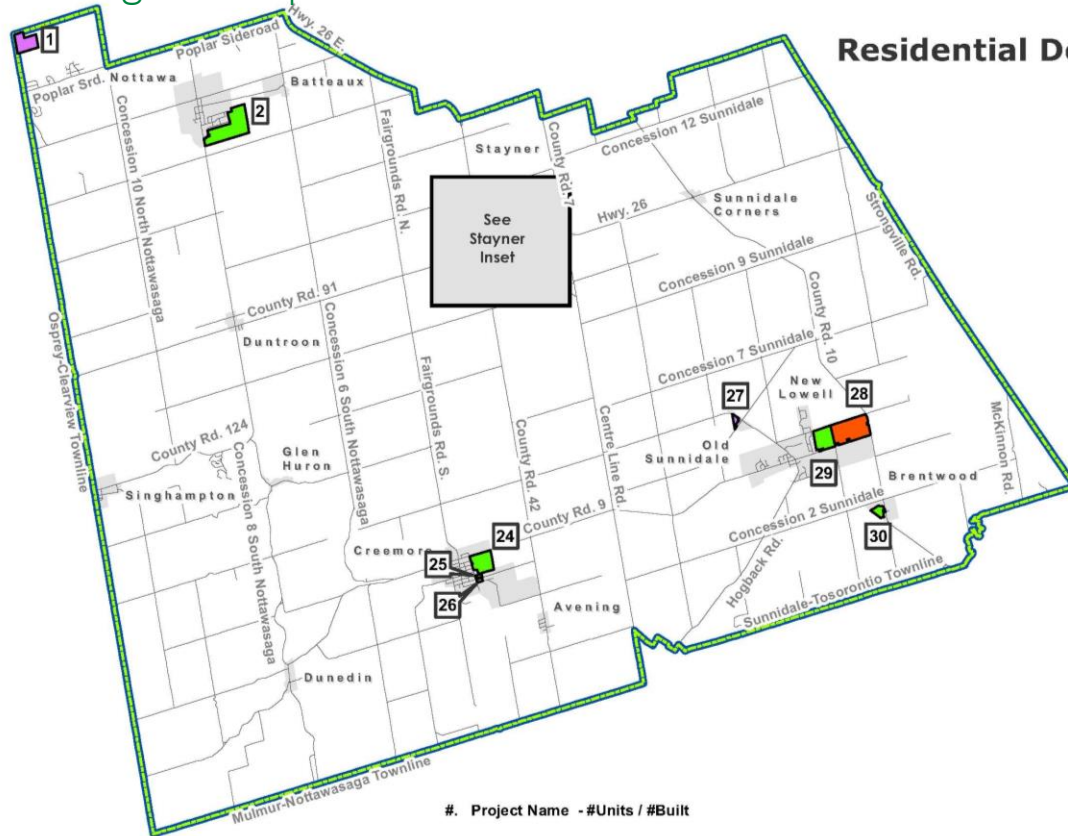 Residential De
Hwy. 26 E.
1
Poplar Sideroad
Poplar Srd.
Nottawa
Batteaux
2
Concession 10 North Nottawasaga
Fairgrounds Rd. N.
Stayner
County Rd. 7
Concession 12 Sunnidale
See
Stayner
Inset
Hwy. 26
Sunnidale
Corners
Strongville Rd.
Concession 9 Sunnidale
County Rd. 10
County Rd. 91
Duntroon
Osprey-Clearview Townline
Concession 6 South Nottawasaga
Fairgrounds Rd. S.
Concession 7 Sunnidale
27
New
Lowell
28
Centre Line Rd.
County Rd. 42
McKinnon Rd.
County Rd. 124
Concession 8 South Nottawasaga
Glen
Huron
Old
Sunnidale
29
Singhampton
Brentwood
County Rd. 9
Concession 2 Sunnidale
30
24
Creemore
25
26
Hogback Rd.
Avening
Sunnidale-Tosorontio Townline
Dunedin
Mulmur-Nottawasaga Townline
#. Project Name - #Units / #Built